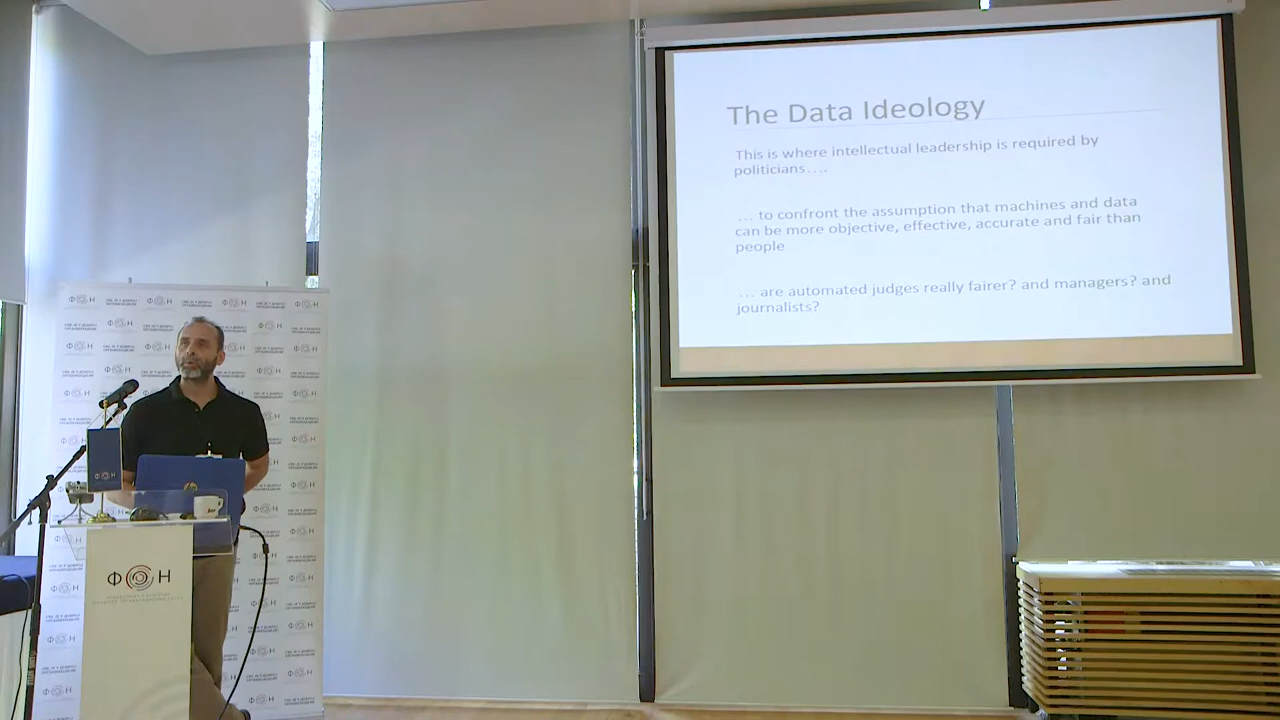 The Data Ideology
This is where intellectual leadership is required by
politicians….
… to confront the assumption that machines and data
can be more objective, effective, accurate and fair than
people
… are automated judges really fairer? and managers? and
journalists?
ФОН
ФОН